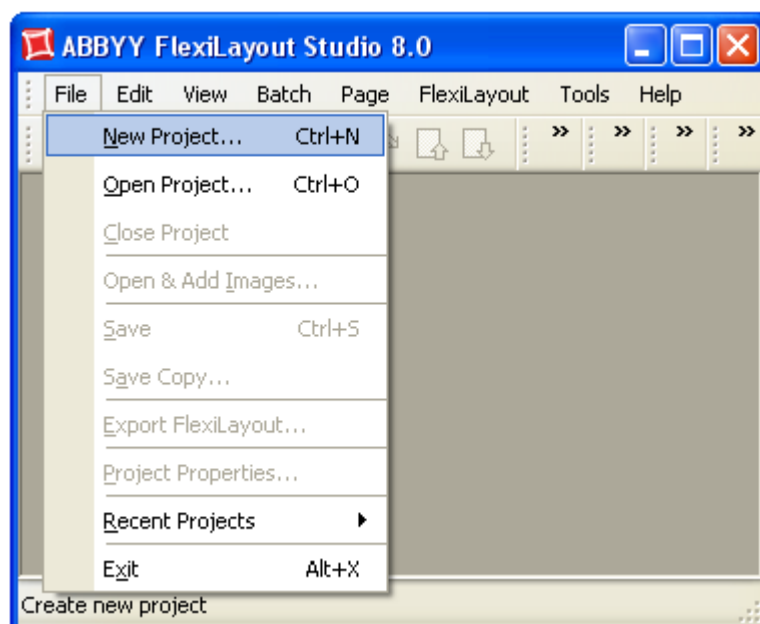 ABBYY FlexiLayout Studio 8.0
File Edit View Batch Page FlexiLayout Tools Help
New Project... Ctrl+N
Open Project... Ctrl+O
Close Project
Open & Add Images...
Save Ctrl+S
Save Copy...
Export FlexiLayout...
Project Properties...
Recent Projects
Exit Alt+X
Create new project